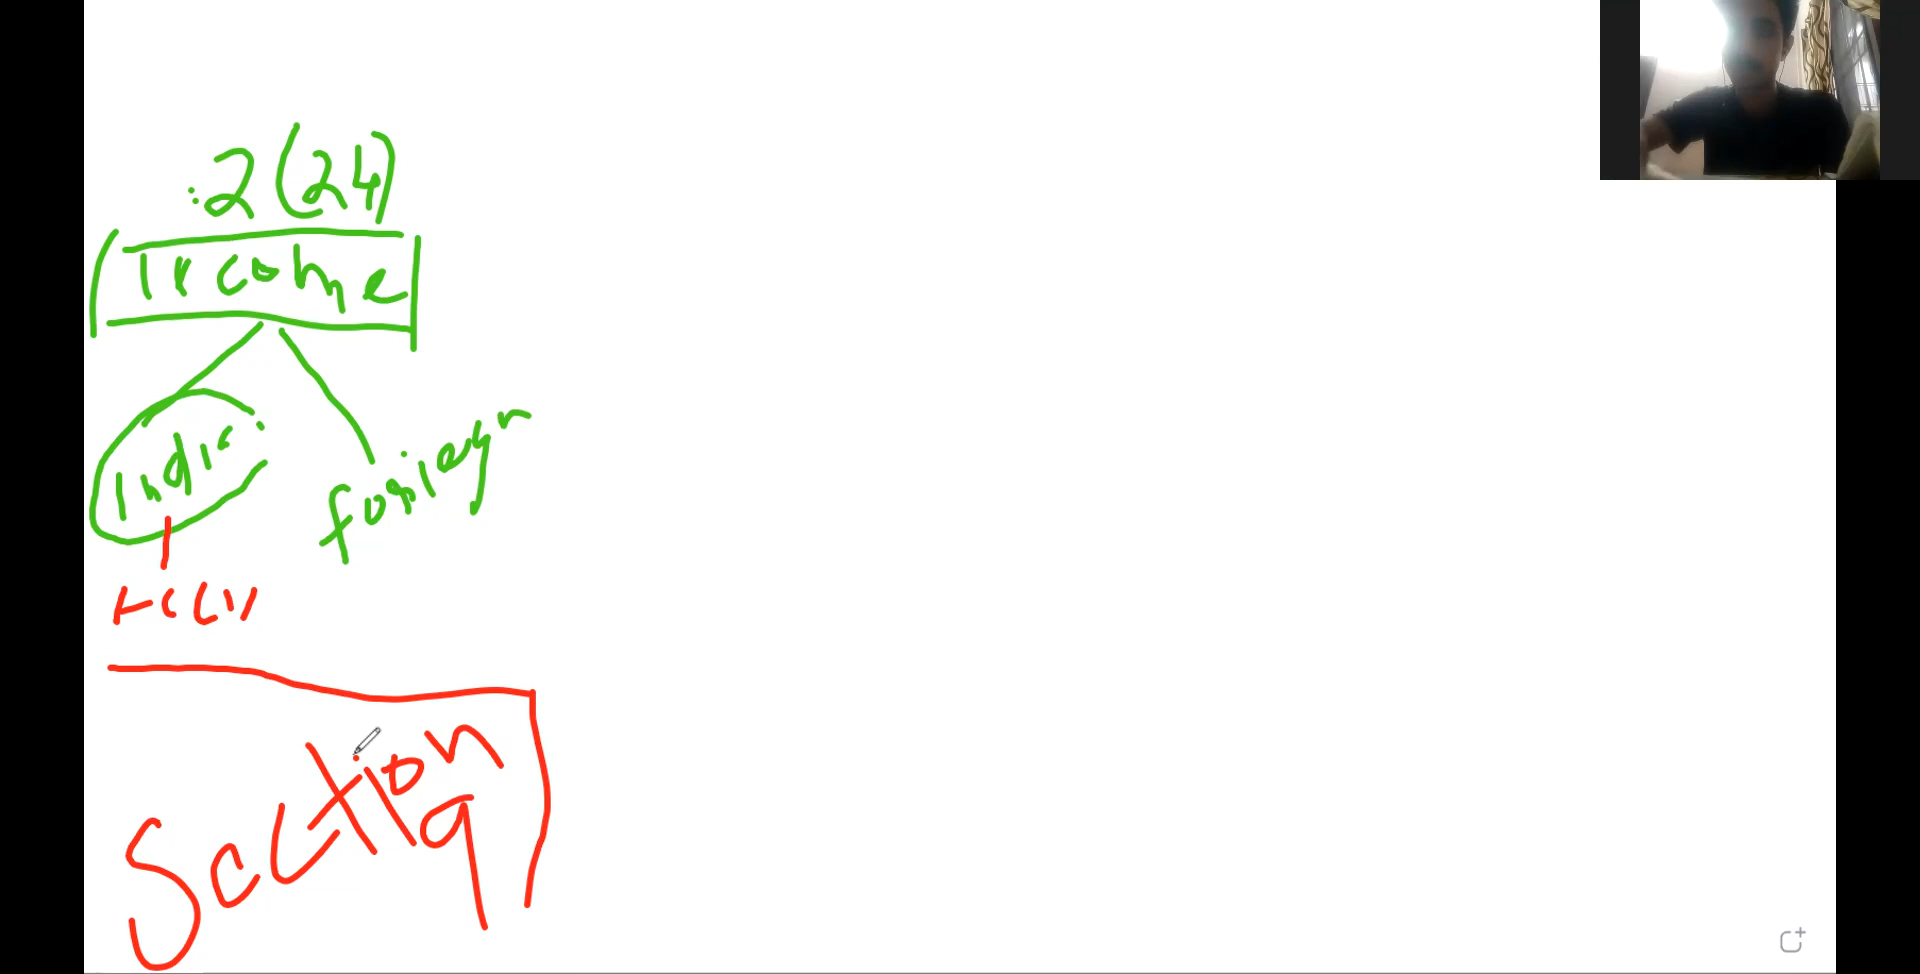 :2(24)
Income
India
foriegn
Section
9